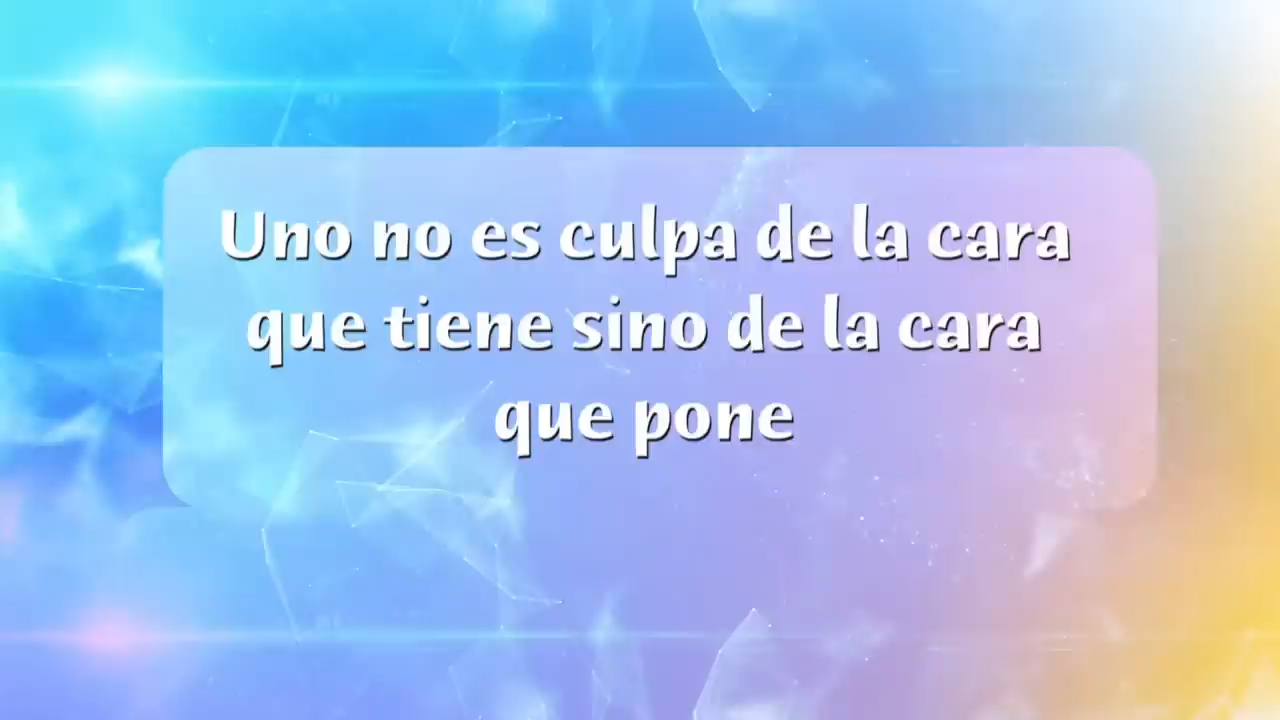 Uno no es culpa de la cara
que tiene sino de la cara
que pone